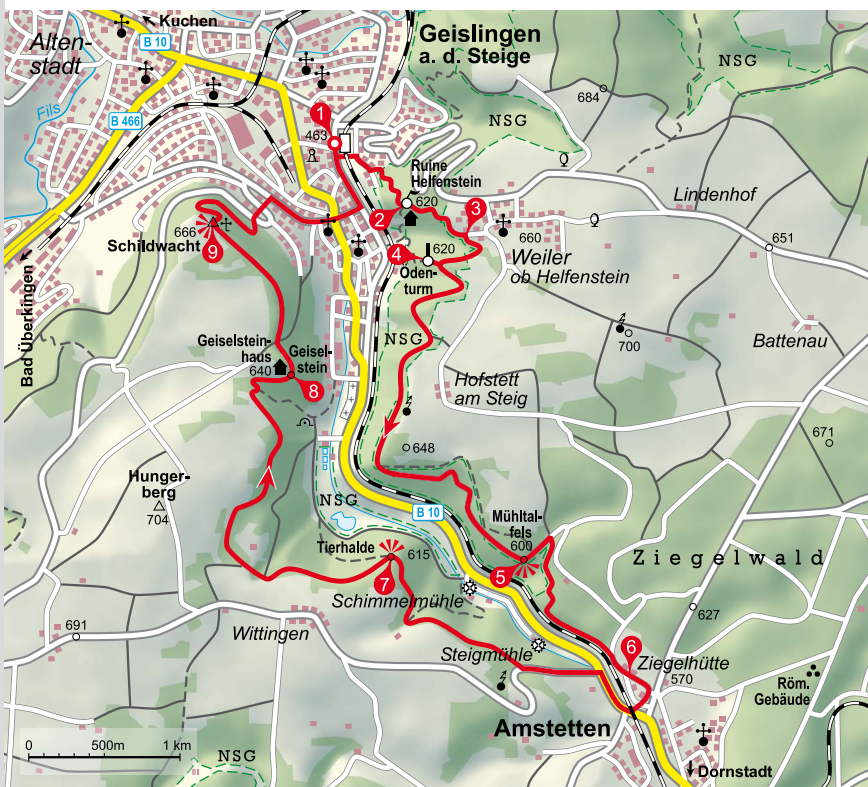 Kuchen
Alten-
stadt
B 10
Geislingen
a. d. Steige
NSG
684
Fils
B 466
1
463
NSG
Ruine
Helfenstein
620
2
3
Lindenhof
666
Schildwacht
9
4
620
Öden-
turm
660
Weiler
ob Helfenstein
651
Bad Überkingen
NSG
700
Battenau
Geiselstein-
haus
640
Geisel-
stein
8
Hofstett
am Steig
648
671
Hunger-
berg
704
NSG
B 10
Mühltal-
fels
600
5
Ziegelwald
Tierhalde
615
7
Schimmelmühle
627
691
Wittingen
Steigmühle
6
Ziegelhütte
570
Röm.
Gebäude
Amstetten
0 500m 1 km
NSG
Dornstadt